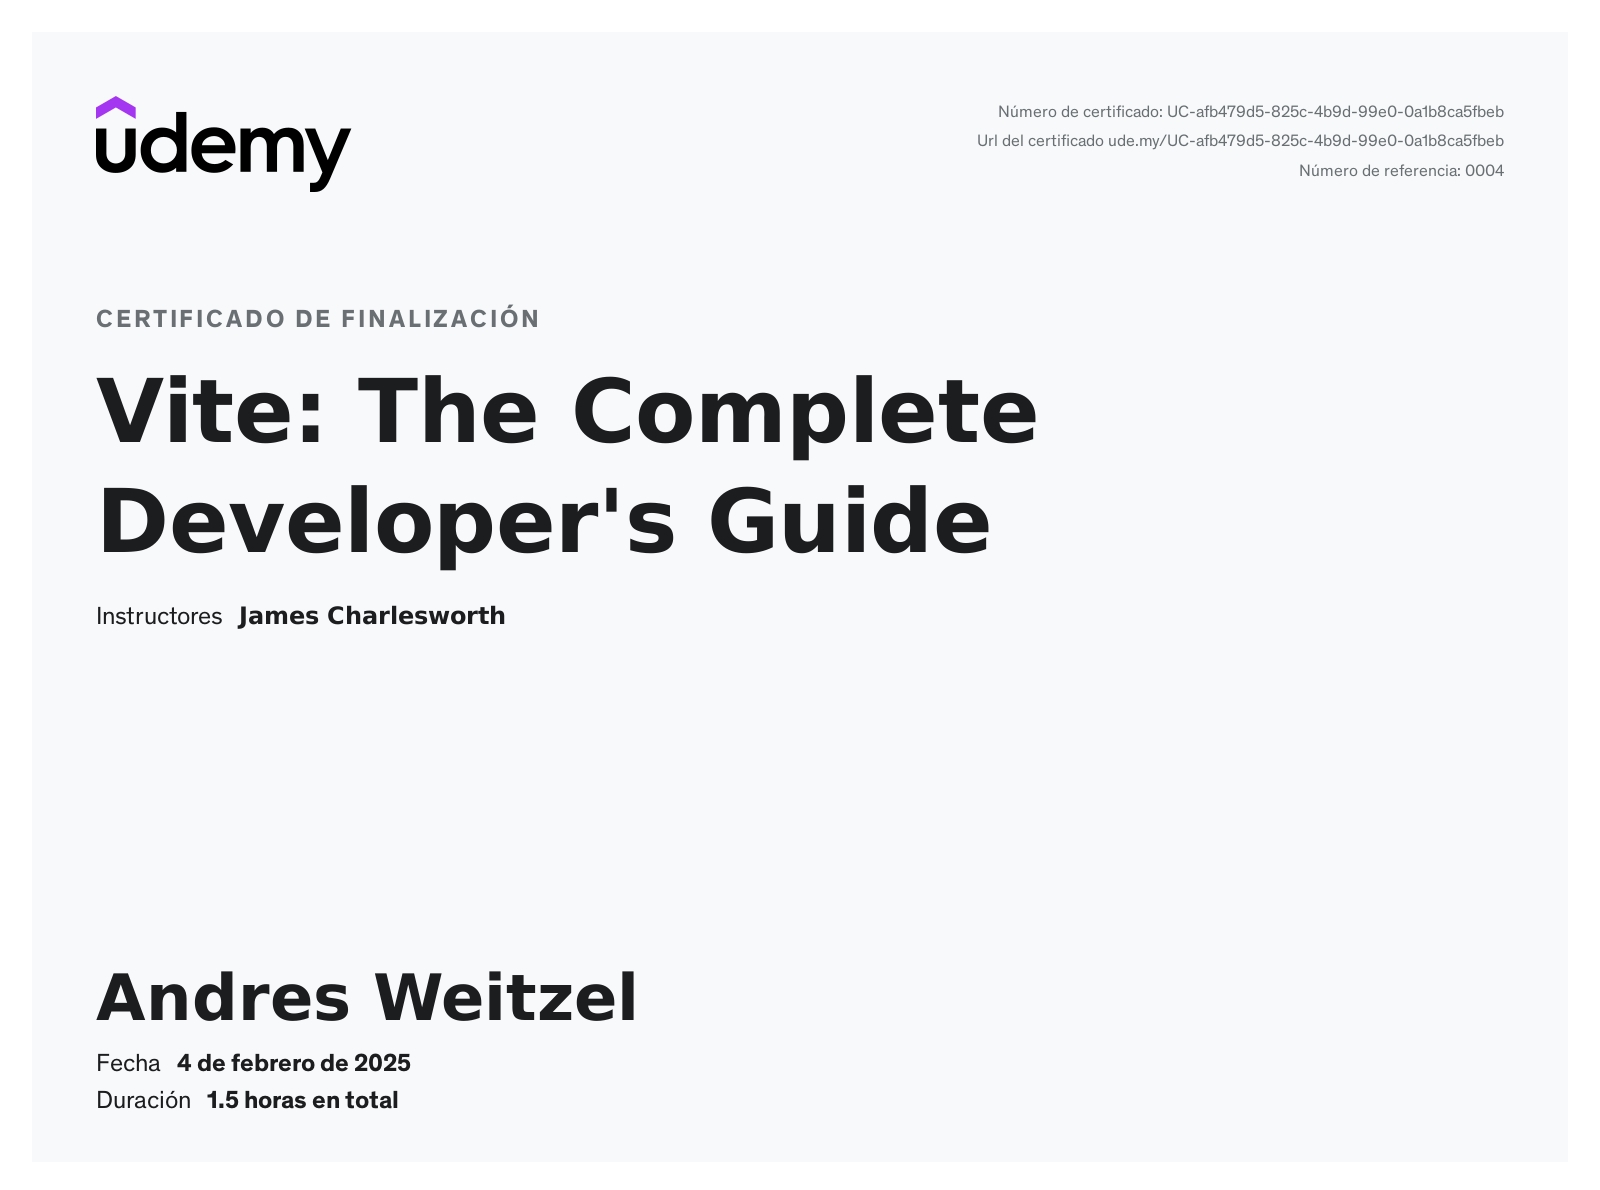 udemy
Número de certificado: UC-afb479d5-825c-4b9d-99e0-0a1b8ca5fbeb
Url del certificado ude.my/UC-afb479d5-825c-4b9d-99e0-0a1b8ca5fbeb
Número de referencia: 0004
CERTIFICADO DE FINALIZACIÓN
Vite: The Complete
Developer's Guide
Instructores James Charlesworth
Andres Weitzel
Fecha 4 de febrero de 2025
Duración 1.5 horas en total